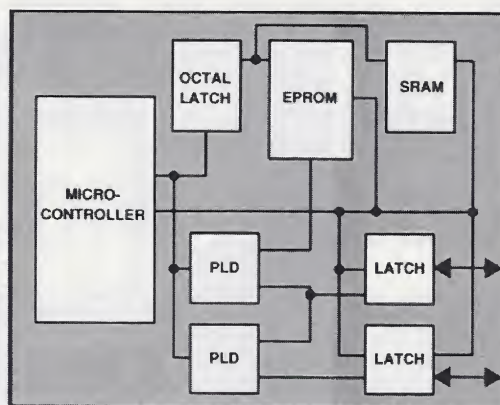 OCTAL
LATCH
EPROM
SRAM
MICRO-
CONTROLLER
PLD
LATCH
PLD
LATCH